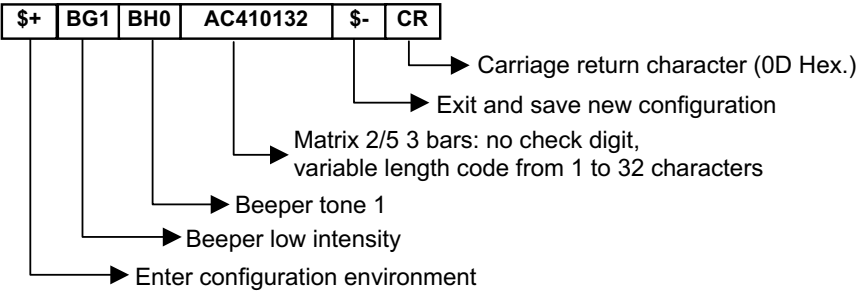 $+ BG1 BH0 AC410132 $- CR
Carriage return character (0D Hex.)
Exit and save new configuration
Matrix 2/5 3 bars: no check digit,
variable length code from 1 to 32 characters
Beeper tone 1
Beeper low intensity
Enter configuration environment